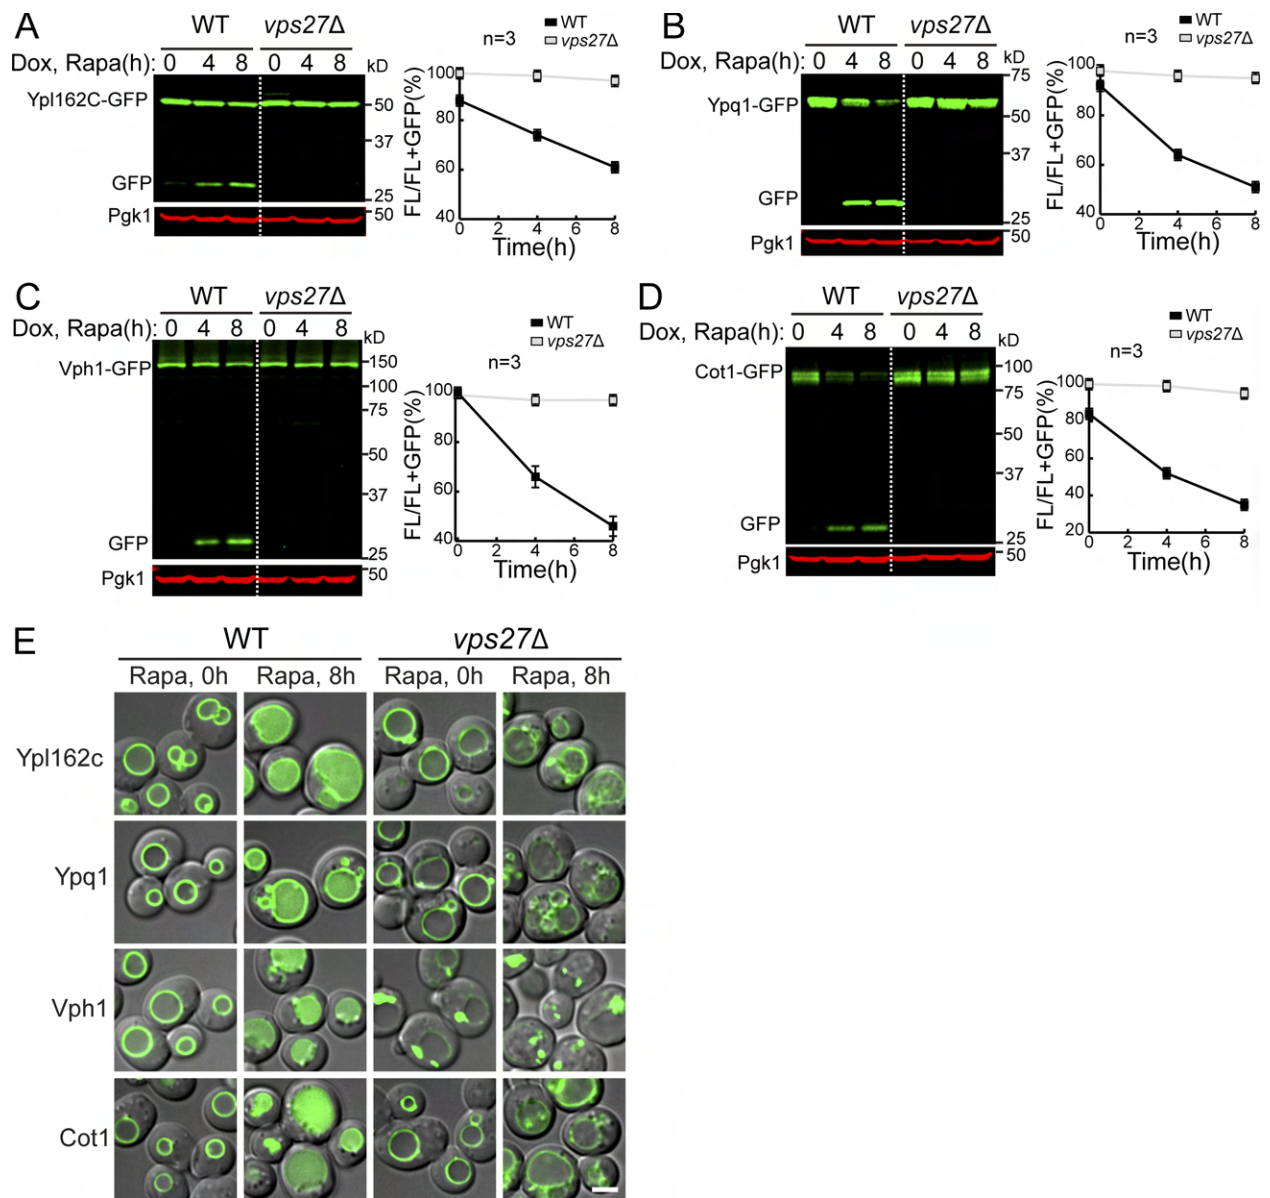 A
WT vps27Δ
Dox, Rapa(h): 0 4 8 0 4 8 kD
Ypl162C-GFP
50
37
GFP
25
Pgk1 50
n=3
WT
vps27Δ
FL/FL+GFP(%)
100
80
60
40
0 2 4 6 8
Time(h)
B
WT vps27Δ
Dox, Rapa(h): 0 4 8 0 4 8 kD
75
Ypq1-GFP
50
37
GFP
25
Pgk1 50
n=3
WT
vps27Δ
FL/FL+GFP(%)
100
80
60
40
0 2 4 6 8
Time(h)
C
WT vps27Δ
Dox, Rapa(h): 0 4 8 0 4 8 kD
Vph1-GFP 150
100
75
50
37
GFP
25
Pgk1 50
n=3
WT
vps27Δ
FL/FL+GFP(%)
100
80
60
40
0 2 4 6 8
Time(h)
D
WT vps27Δ
Dox, Rapa(h): 0 4 8 0 4 8 kD
Cot1-GFP 100
75
50
37
GFP
25
Pgk1 50
n=3
WT
vps27Δ
FL/FL+GFP(%)
100
80
60
40
20
0 2 4 6 8
Time(h)
E
WT vps27Δ
Rapa, 0h Rapa, 8h Rapa, 0h Rapa, 8h
Ypl162c
Ypq1
Vph1
Cot1